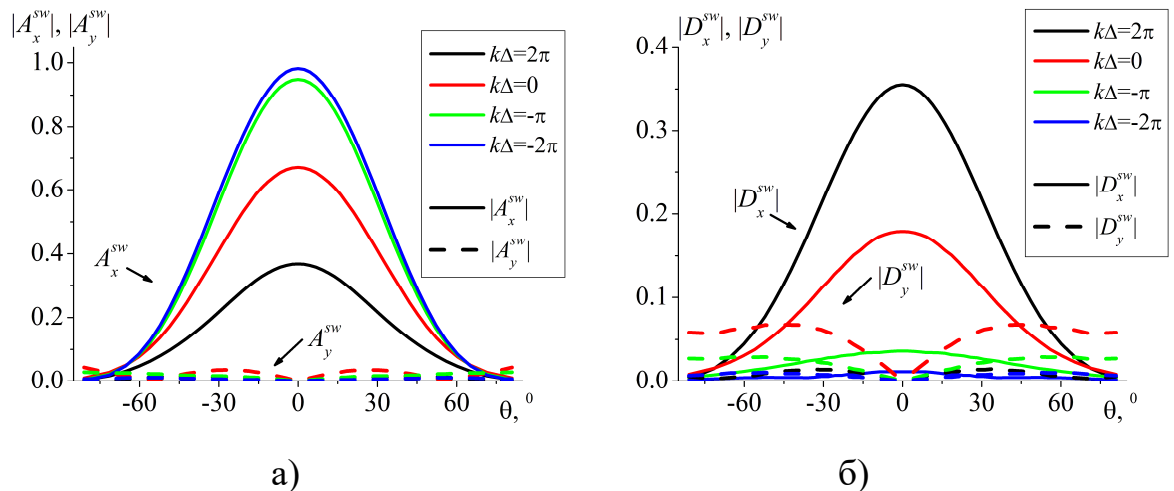 |A_x^{sw}|, |A_y^{sw}|
1.0
0.8
0.6
0.4
0.2
0.0
-60 -30 0 30 60
θ, ⁰
kΔ=2π
kΔ=0
kΔ=-π
kΔ=-2π
|A_x^{sw}|
|A_y^{sw}|
A_x^{sw}
A_y^{sw}
а)
|D_x^{sw}|, |D_y^{sw}|
0.4
0.3
0.2
0.1
0.0
-60 -30 0 30 60
θ, ⁰
kΔ=2π
kΔ=0
kΔ=-π
kΔ=-2π
|D_x^{sw}|
|D_y^{sw}|
|D_x^{sw}|
|D_y^{sw}|
б)